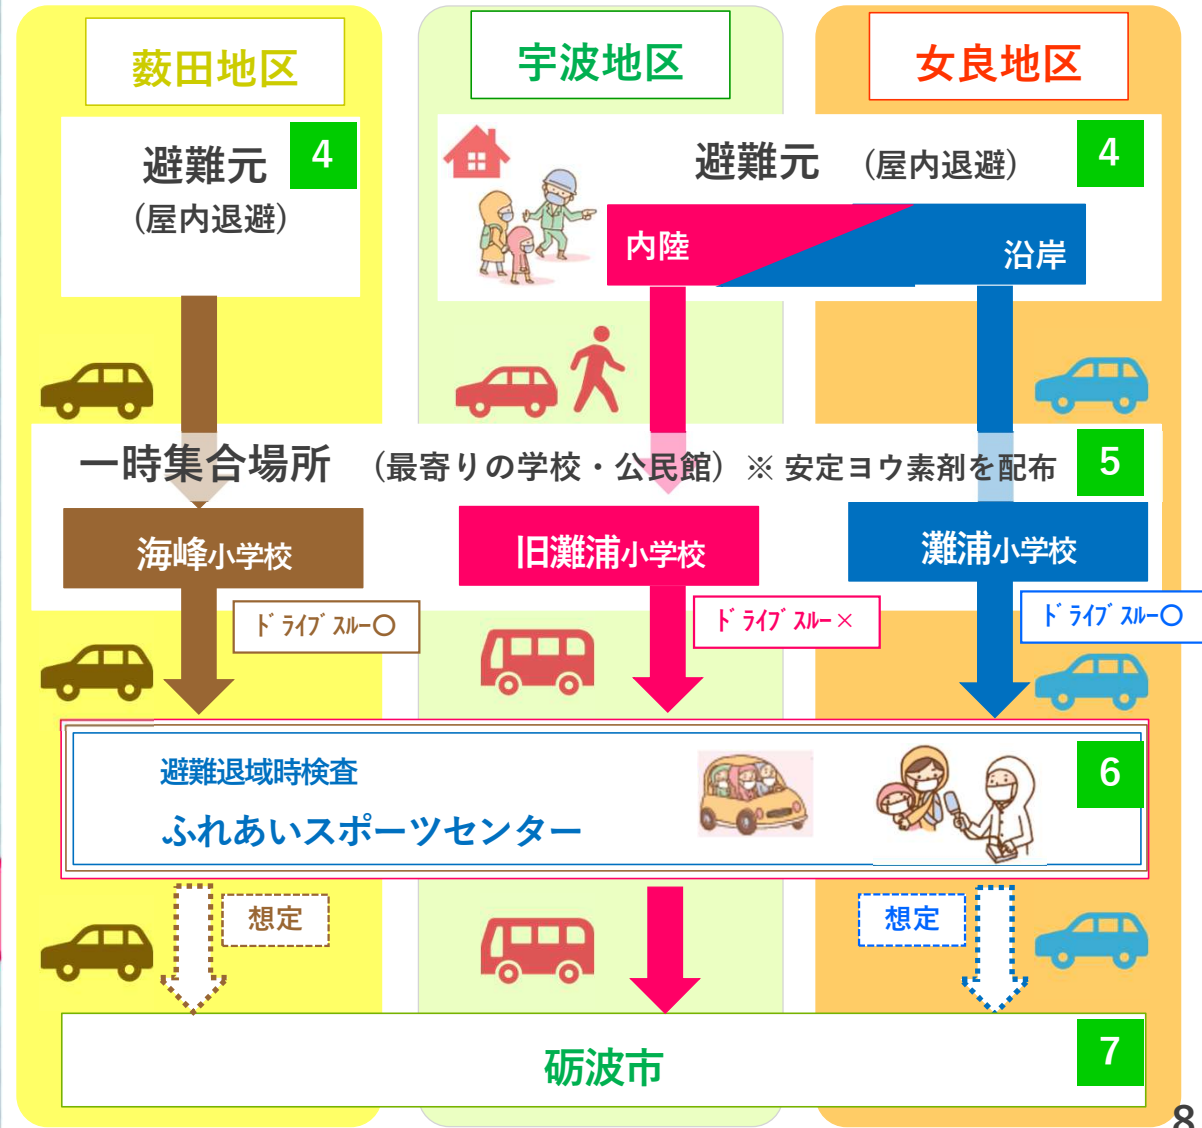 薮田地区
宇波地区
女良地区
避難元
(屋内退避)
4
避難元 (屋内退避)
4
内陸
沿岸
一時集合場所 (最寄りの学校・公民館) ※ 安定ヨウ素剤を配布
5
海峰小学校
旧灘浦小学校
灘浦小学校
ﾄﾞﾗｲﾌﾞｽﾙｰ〇
ﾄﾞﾗｲﾌﾞｽﾙｰ×
ﾄﾞﾗｲﾌﾞｽﾙｰ〇
避難退域時検査
ふれあいスポーツセンター
6
想定
想定
砺波市
7
8